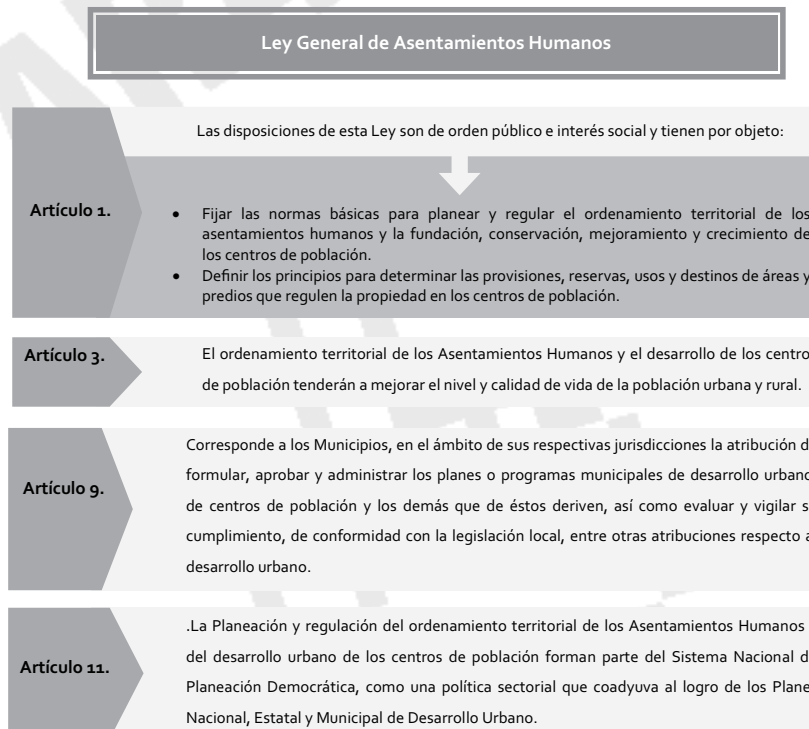 Ley General de Asentamientos Humanos
Las disposiciones de esta Ley son de orden público e interés social y tienen por objeto:
Artículo 1.
• Fijar las normas básicas para planear y regular el ordenamiento territorial de los
asentamientos humanos y la fundación, conservación, mejoramiento y crecimiento de
los centros de población.
• Definir los principios para determinar las provisiones, reservas, usos y destinos de áreas y
predios que regulen la propiedad en los centros de población.
Artículo 3.
El ordenamiento territorial de los Asentamientos Humanos y el desarrollo de los centro
de población tenderán a mejorar el nivel y calidad de vida de la población urbana y rural.
Artículo 9.
Corresponde a los Municipios, en el ámbito de sus respectivas jurisdicciones la atribución d
formular, aprobar y administrar los planes o programas municipales de desarrollo urbano
de centros de población y los demás que de éstos deriven, así como evaluar y vigilar s
cumplimiento, de conformidad con la legislación local, entre otras atribuciones respecto a
desarrollo urbano.
Artículo 11.
.La Planeación y regulación del ordenamiento territorial de los Asentamientos Humanos
del desarrollo urbano de los centros de población forman parte del Sistema Nacional d
Planeación Democrática, como una política sectorial que coadyuva al logro de los Plane
Nacional, Estatal y Municipal de Desarrollo Urbano.